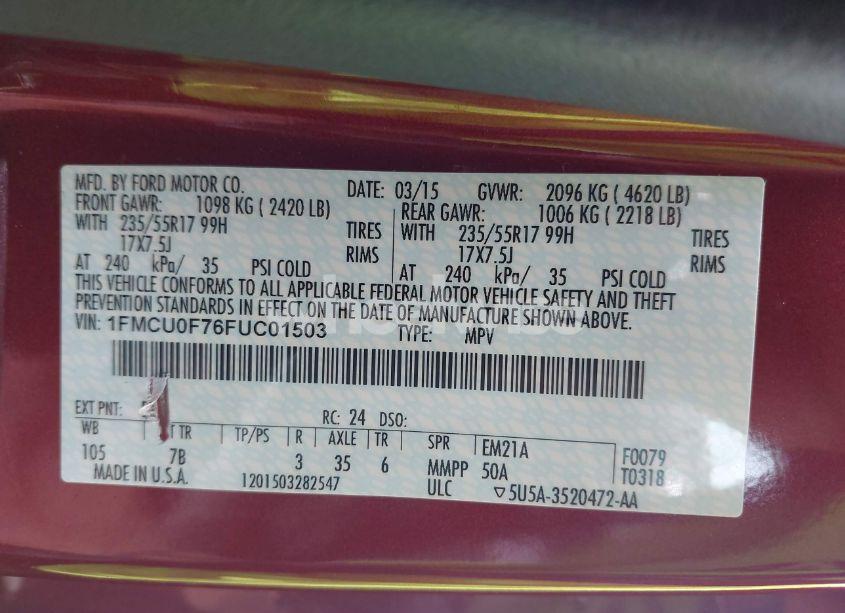 MFD. BY FORD MOTOR CO. DATE: 03/15 GVWR: 2096 KG ( 4620 LB)
FRONT GAWR: 1098 KG ( 2420 LB) REAR GAWR: 1006 KG ( 2218 LB)
WITH 235/55R17 99H TIRES WITH 235/55R17 99H TIRES
17X7.5J RIMS 17X7.5J RIMS
AT 240 kPa/ 35 PSI COLD AT 240 kPa/ 35 PSI COLD
THIS VEHICLE CONFORMS TO ALL APPLICABLE FEDERAL MOTOR VEHICLE SAFETY AND THEFT
PREVENTION STANDARDS IN EFFECT ON THE DATE OF MANUFACTURE SHOWN ABOVE.
VIN: 1FMCU0F76FUC01503 TYPE: MPV
EXT PNT: RC: 24 DSO:
WB TR TP/PS R AXLE TR SPR EM21A F0079
105 7B 3 35 6 MMPP 50A T0318
MADE IN U.S.A. 1201503282547 ULC ▽5U5A-3520472-AA